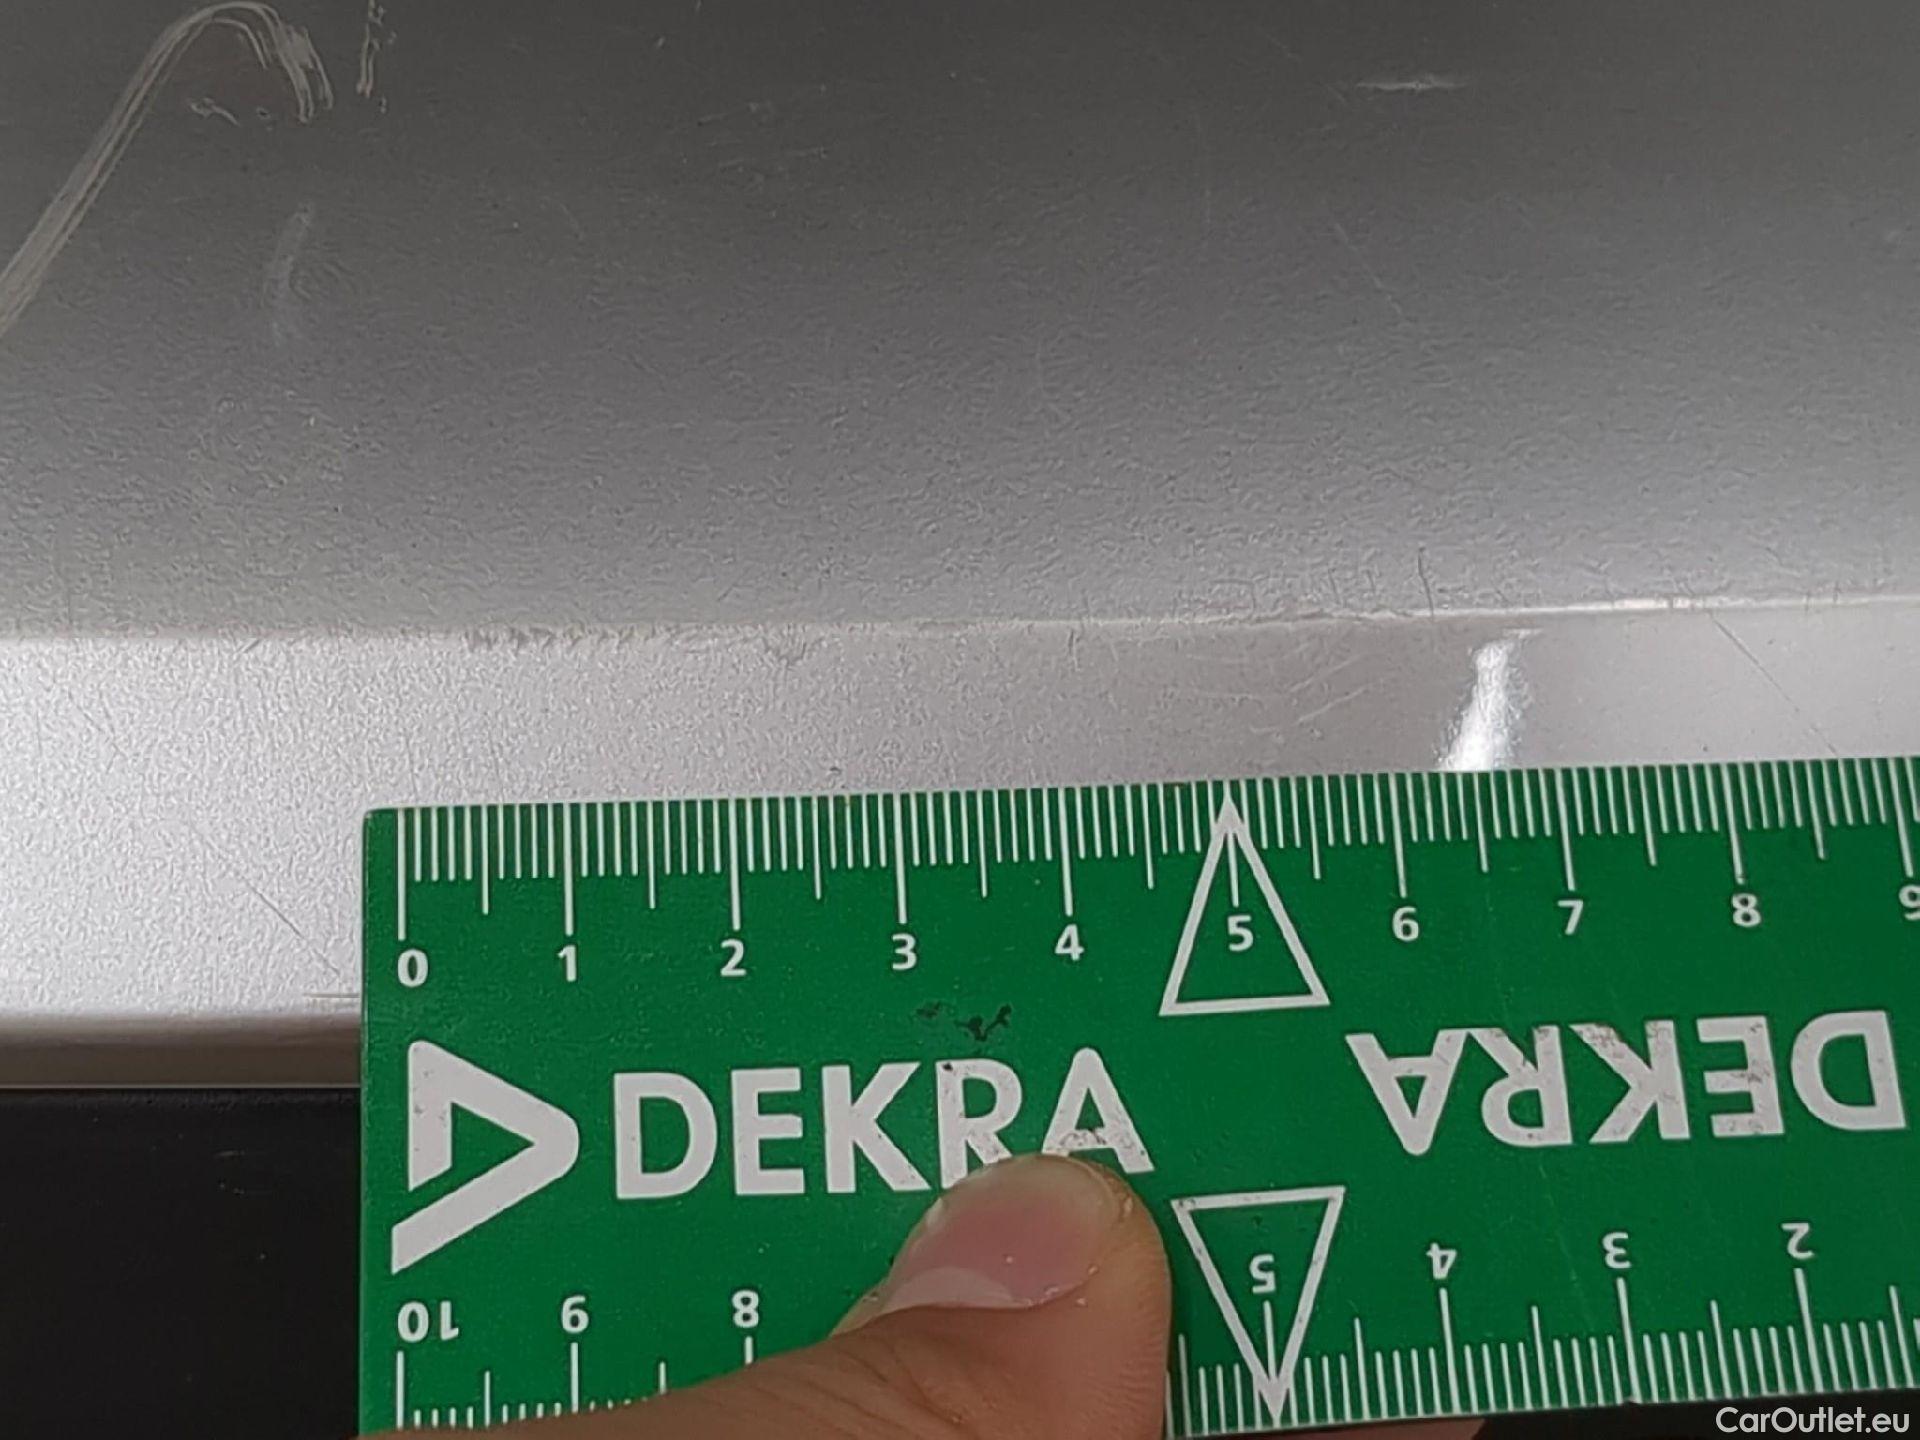 0 1 2 3 4 5 6 7 8 9
DEKRA
DEKRA
10 9 8 5 4 3 2
CarOutlet.eu